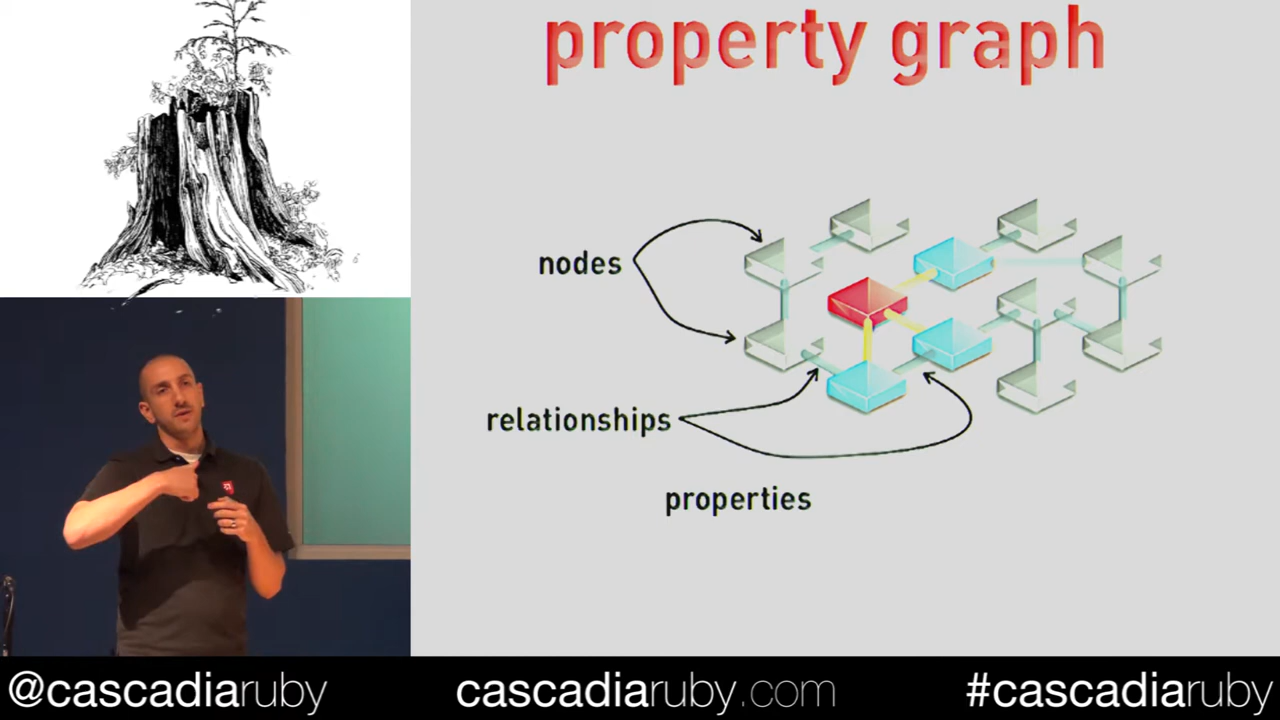 property graph
nodes
relationships
properties
@cascadiaruby
cascadiaruby.com
#cascadiaruby